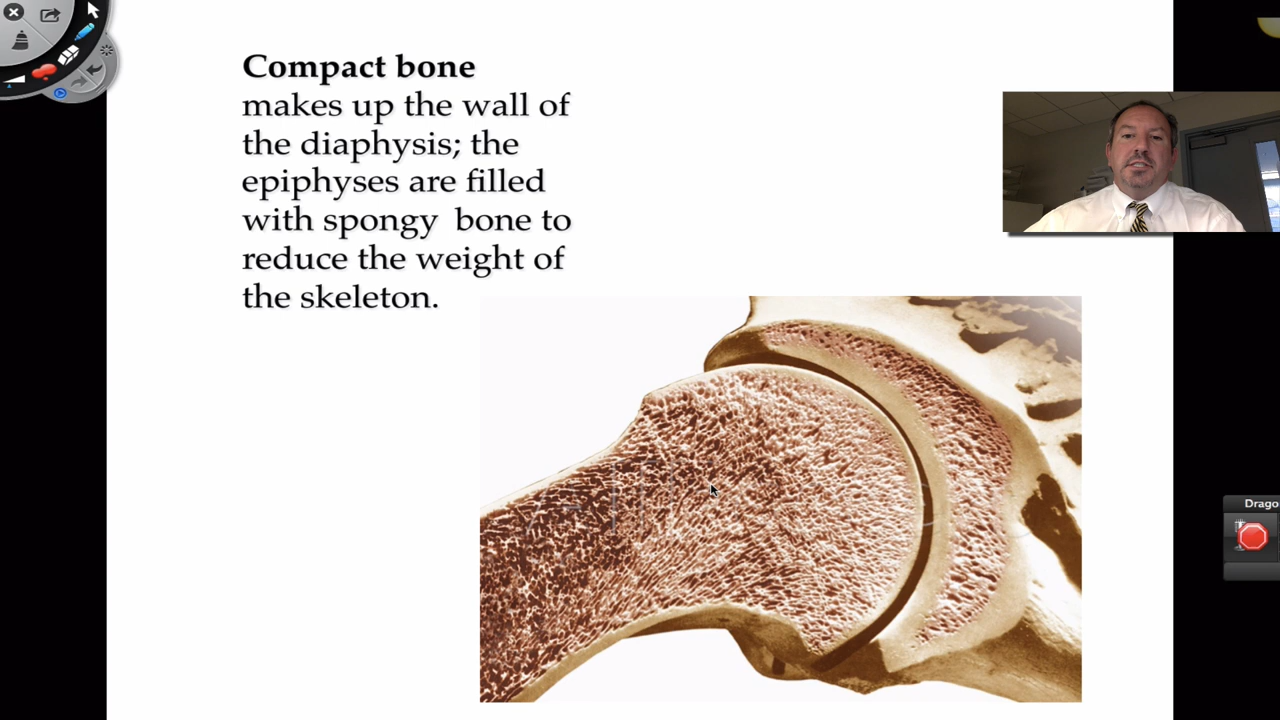 Compact bone
makes up the wall of
the diaphysis; the
epiphyses are filled
with spongy bone to
reduce the weight of
the skeleton.
Drago